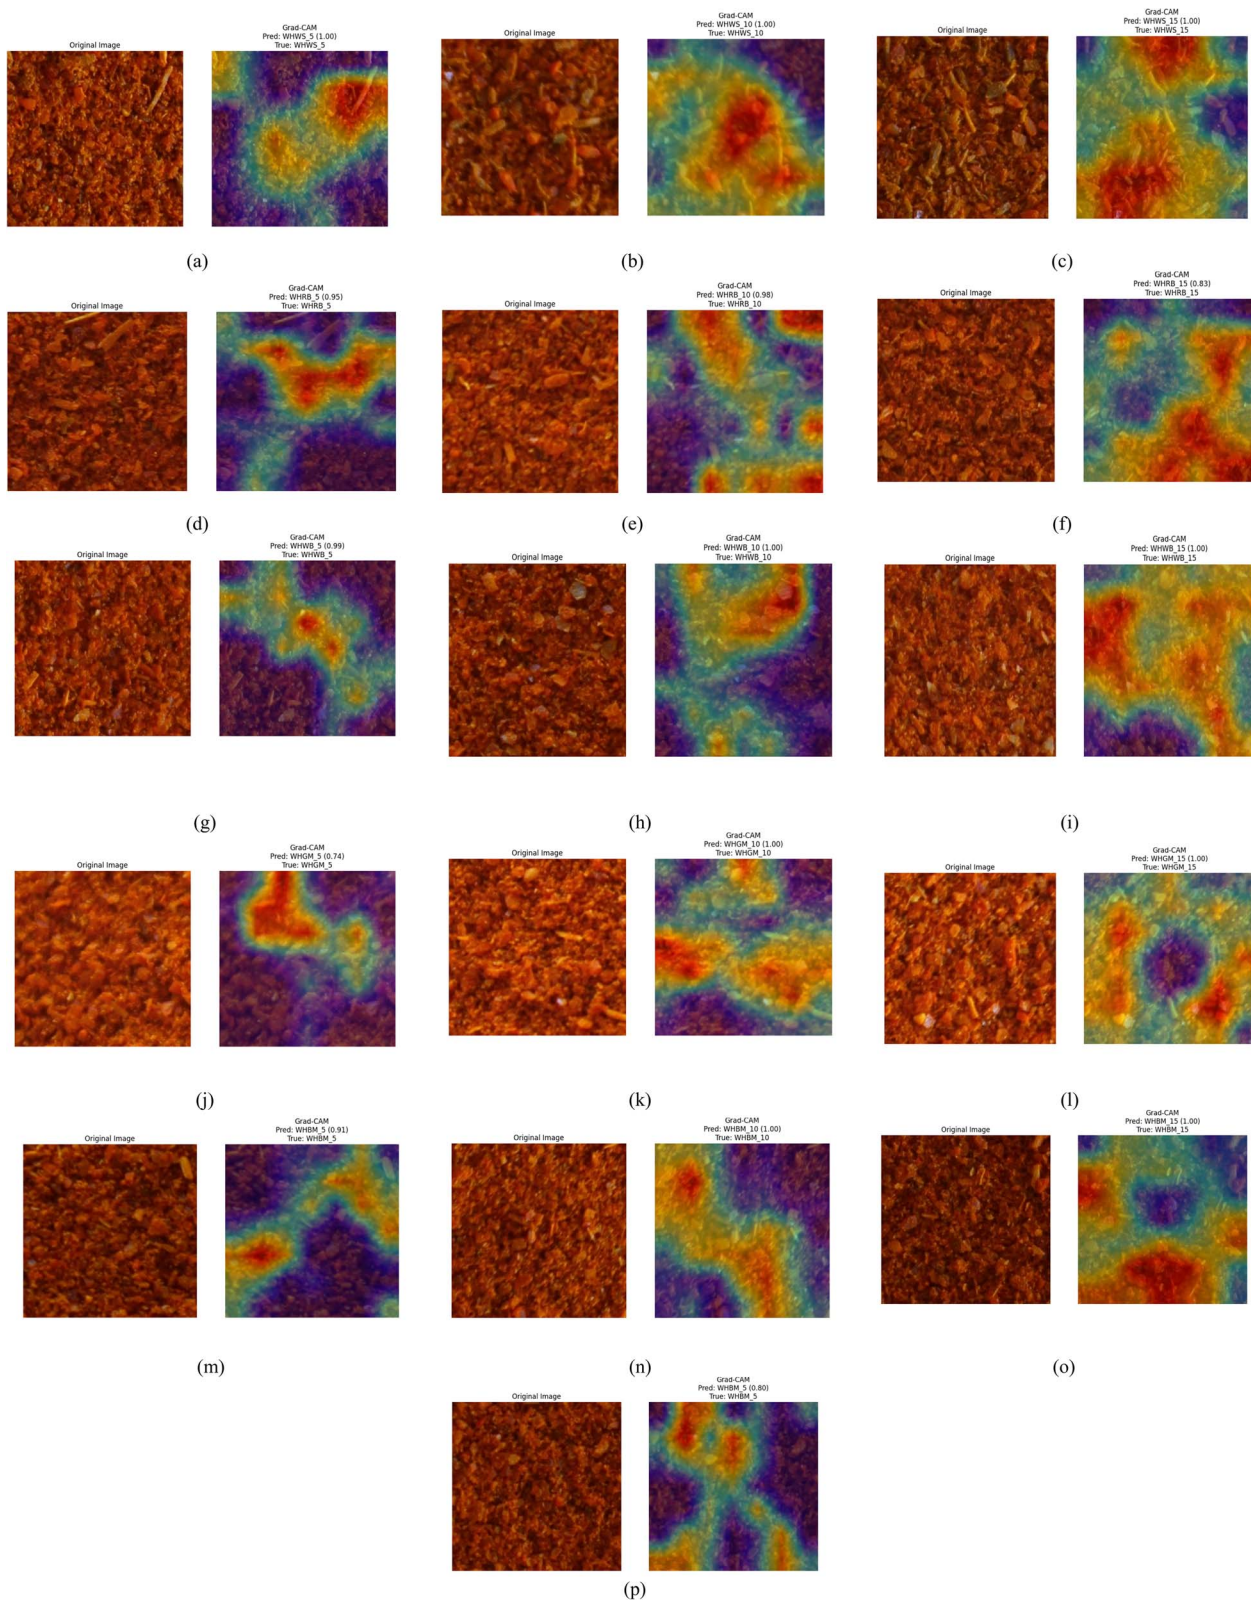 Original Image
Grad-CAM
Pred: WHWS_5 (1.00)
True: WHWS_5
(a)
Original Image
Grad-CAM
Pred: WHWS_10 (1.00)
True: WHWS_10
(b)
Original Image
Grad-CAM
Pred: WHWS_15 (1.00)
True: WHWS_15
(c)
Original Image
Grad-CAM
Pred: WHRB_5 (0.95)
True: WHRB_5
(d)
Original Image
Grad-CAM
Pred: WHRB_10 (0.98)
True: WHRB_10
(e)
Original Image
Grad-CAM
Pred: WHRB_15 (0.83)
True: WHRB_15
(f)
Original Image
Grad-CAM
Pred: WHWB_5 (0.99)
True: WHWB_5
(g)
Original Image
Grad-CAM
Pred: WHWB_10 (1.00)
True: WHWB_10
(h)
Original Image
Grad-CAM
Pred: WHWB_15 (1.00)
True: WHWB_15
(i)
Original Image
Grad-CAM
Pred: WHGM_5 (0.74)
True: WHGM_5
(j)
Original Image
Grad-CAM
Pred: WHGM_10 (1.00)
True: WHGM_10
(k)
Original Image
Grad-CAM
Pred: WHGM_15 (1.00)
True: WHGM_15
(l)
Original Image
Grad-CAM
Pred: WHBM_5 (0.91)
True: WHBM_5
(m)
Original Image
Grad-CAM
Pred: WHBM_10 (1.00)
True: WHBM_10
(n)
Original Image
Grad-CAM
Pred: WHBM_15 (1.00)
True: WHBM_15
(o)
Original Image
Grad-CAM
Pred: WHBM_5 (0.80)
True: WHBM_5
(p)